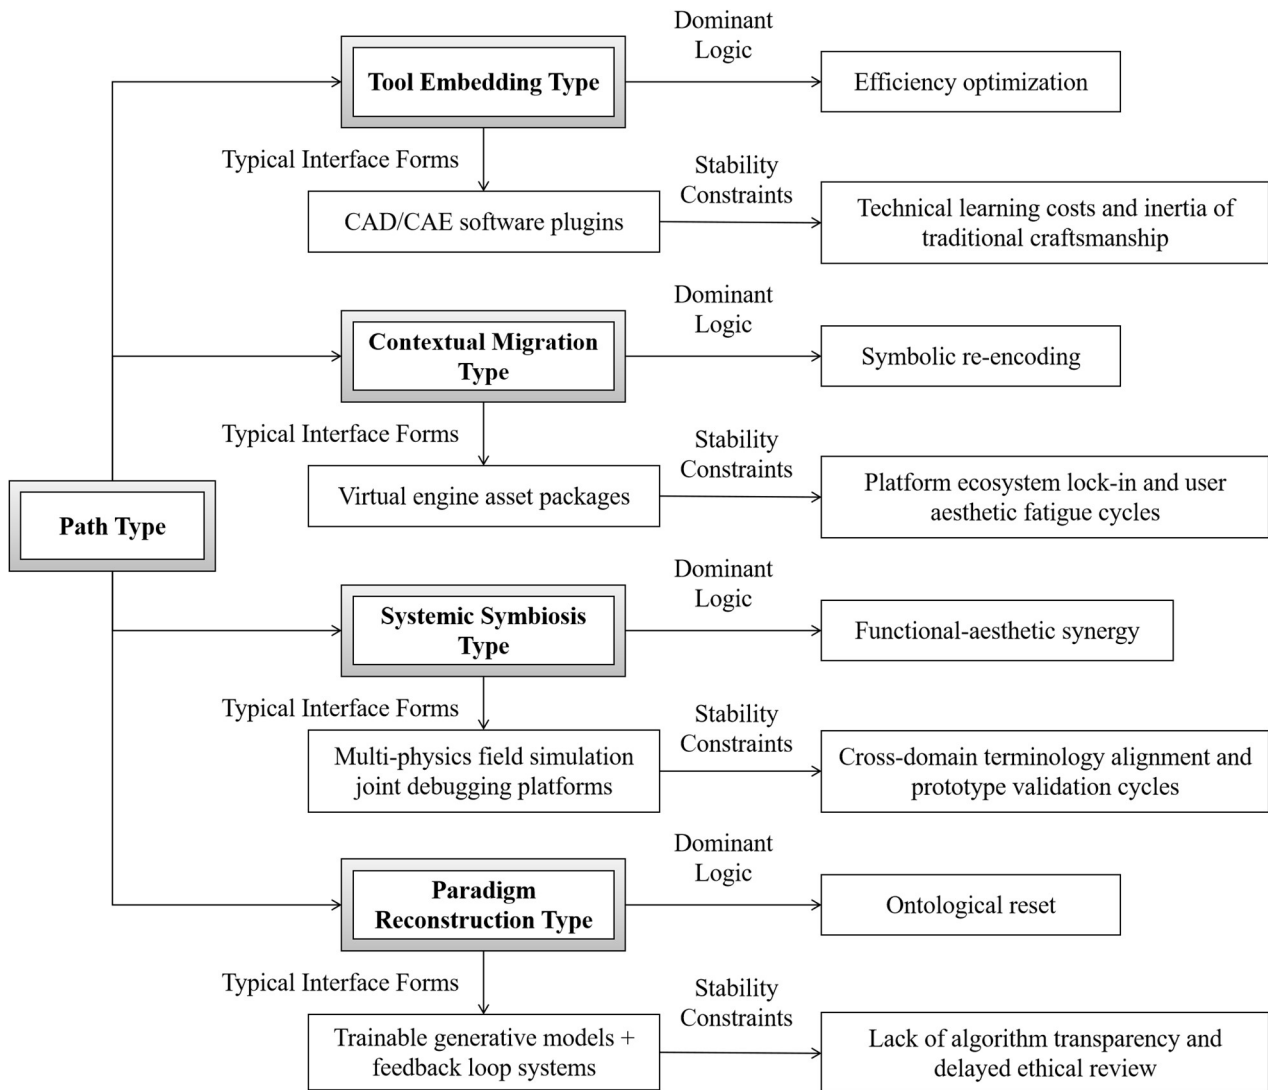 Dominant
Logic
Tool Embedding Type
Efficiency optimization
Typical Interface Forms
Stability
Constraints
CAD/CAE software plugins
Technical learning costs and inertia of
traditional craftsmanship
Dominant
Logic
Contextual Migration
Type
Symbolic re-encoding
Typical Interface Forms
Stability
Constraints
Virtual engine asset packages
Platform ecosystem lock-in and user
aesthetic fatigue cycles
Path Type
Dominant
Logic
Systemic Symbiosis
Type
Functional-aesthetic synergy
Typical Interface Forms
Stability
Constraints
Multi-physics field simulation
joint debugging platforms
Cross-domain terminology alignment and
prototype validation cycles
Dominant
Logic
Paradigm
Reconstruction Type
Ontological reset
Typical Interface Forms
Stability
Constraints
Trainable generative models +
feedback loop systems
Lack of algorithm transparency and
delayed ethical review